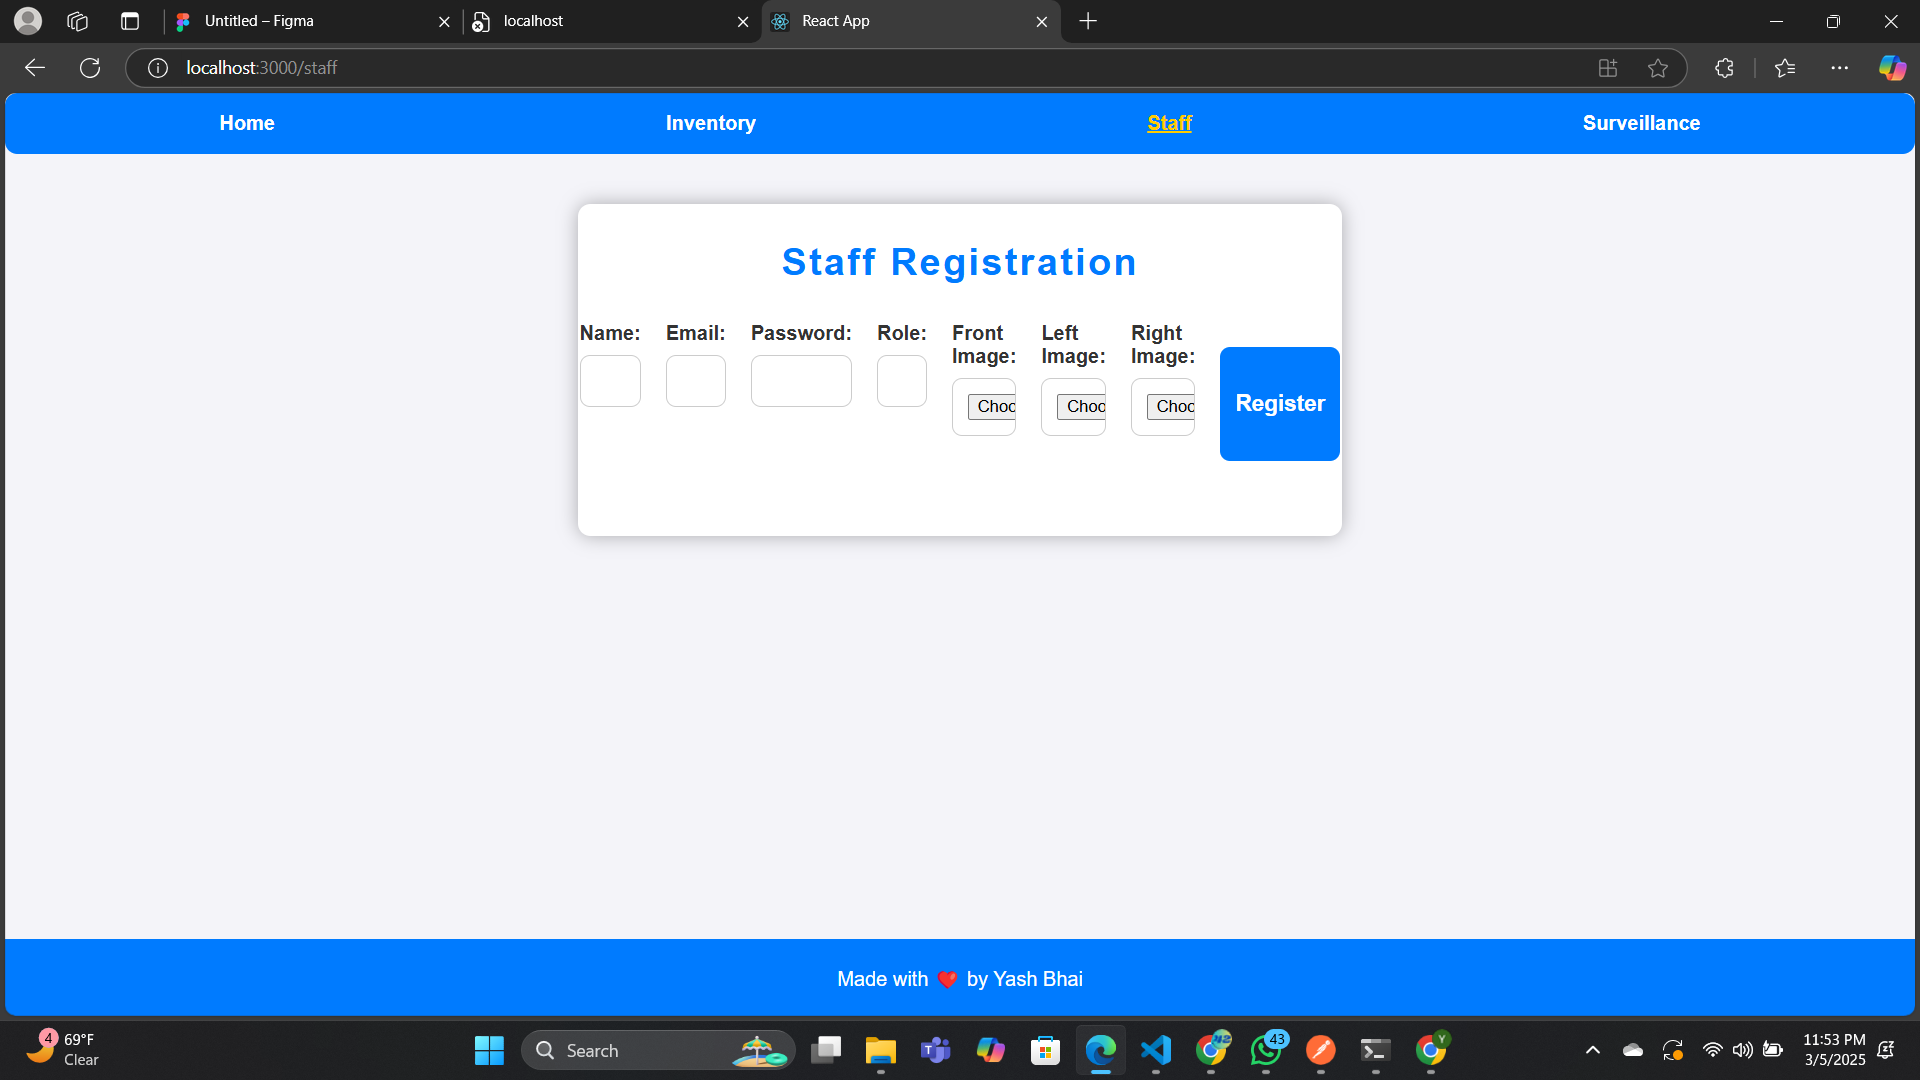 Untitled – Figma
localhost
React App
localhost:3000/staff
Home
Inventory
Staff
Surveillance
Staff Registration
Name:
Email:
Password:
Role:
Front
Image:
Left
Image:
Right
Image:
Choo
Choo
Choo
Register
Made with ❤️ by Yash Bhai
4
69°F
Clear
Search
T
42
43
Y
11:53 PM
3/5/2025